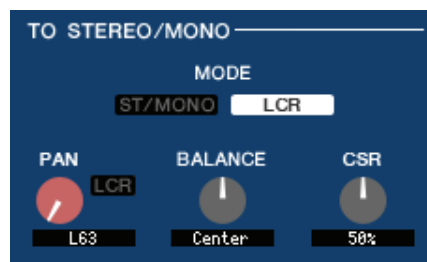 TO STEREO/MONO
MODE
ST/MONO LCR
PAN BALANCE CSR
LCR
L63 Center 50%